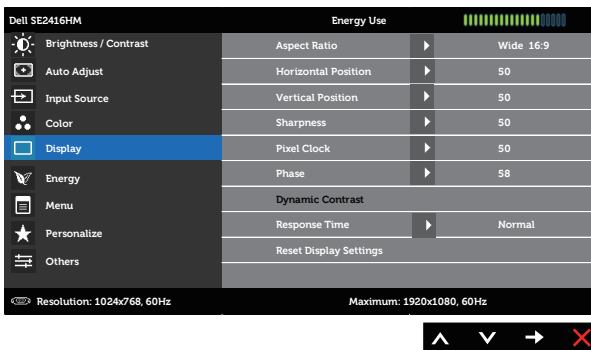 Dell SE2416HM
Energy Use
Brightness / Contrast
Auto Adjust
Input Source
Color
Display
Energy
Menu
Personalize
Others
Aspect Ratio Wide 16:9
Horizontal Position 50
Vertical Position 50
Sharpness 50
Pixel Clock 50
Phase 58
Dynamic Contrast
Response Time Normal
Reset Display Settings
Resolution: 1024x768, 60Hz
Maximum: 1920x1080, 60Hz